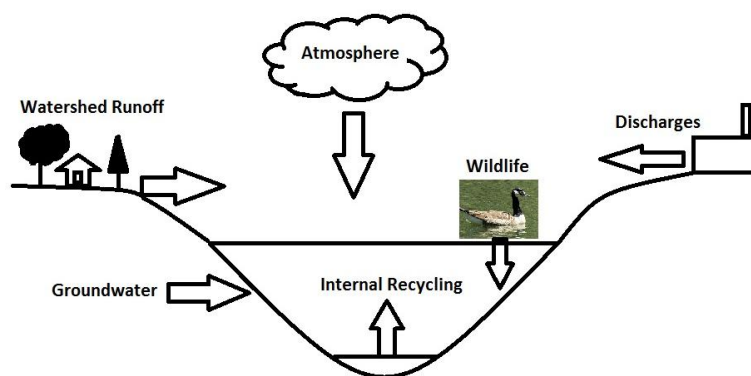 Atmosphere
Watershed Runoff
Discharges
Wildlife
Groundwater
Internal Recycling